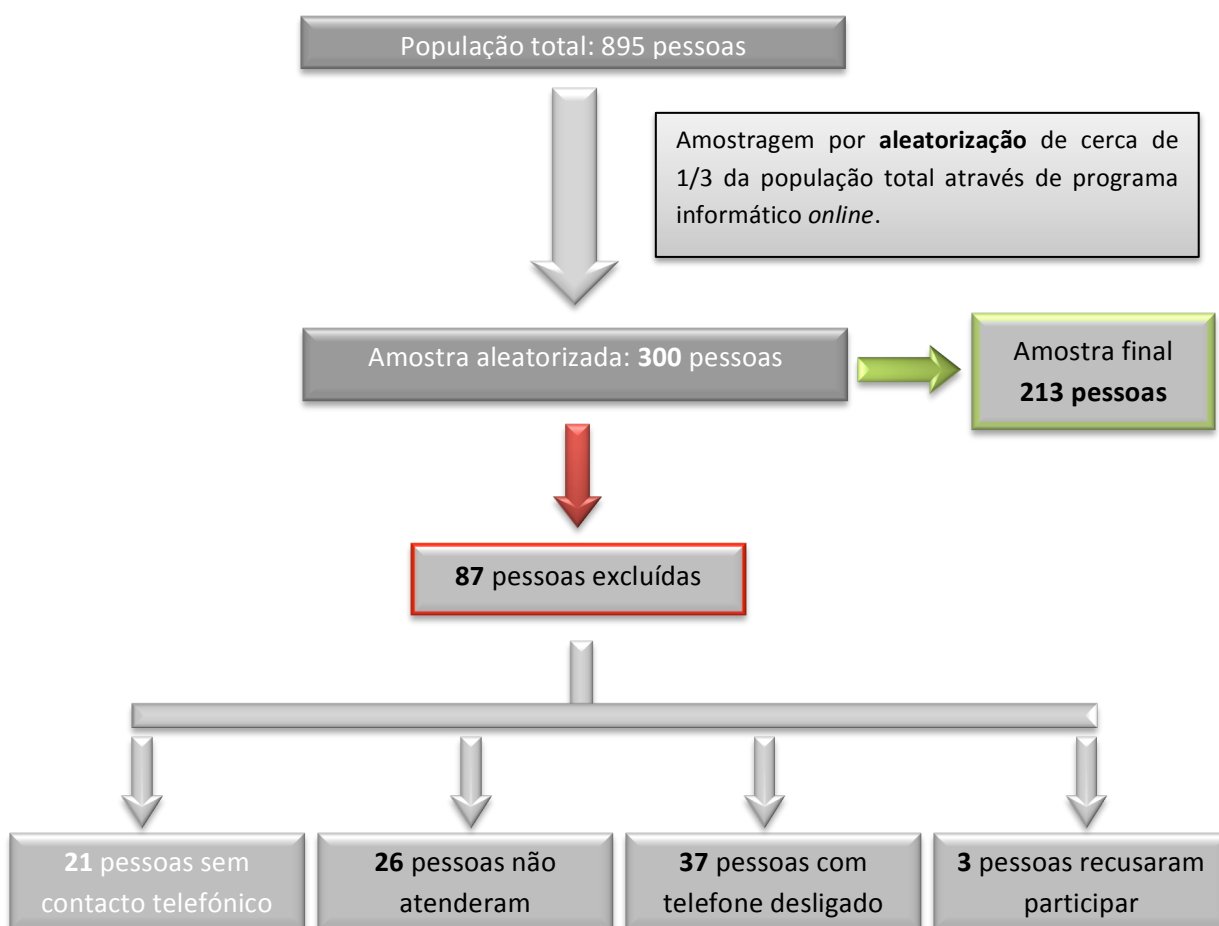 População total: 895 pessoas
Amostragem por aleatorização de cerca de
1/3 da população total através de programa
informático online.
Amostra aleatorizada: 300 pessoas
Amostra final
213 pessoas
87 pessoas excluídas
21 pessoas sem
contacto telefónico
26 pessoas não
atenderam
37 pessoas com
telefone desligado
3 pessoas recusaram
participar